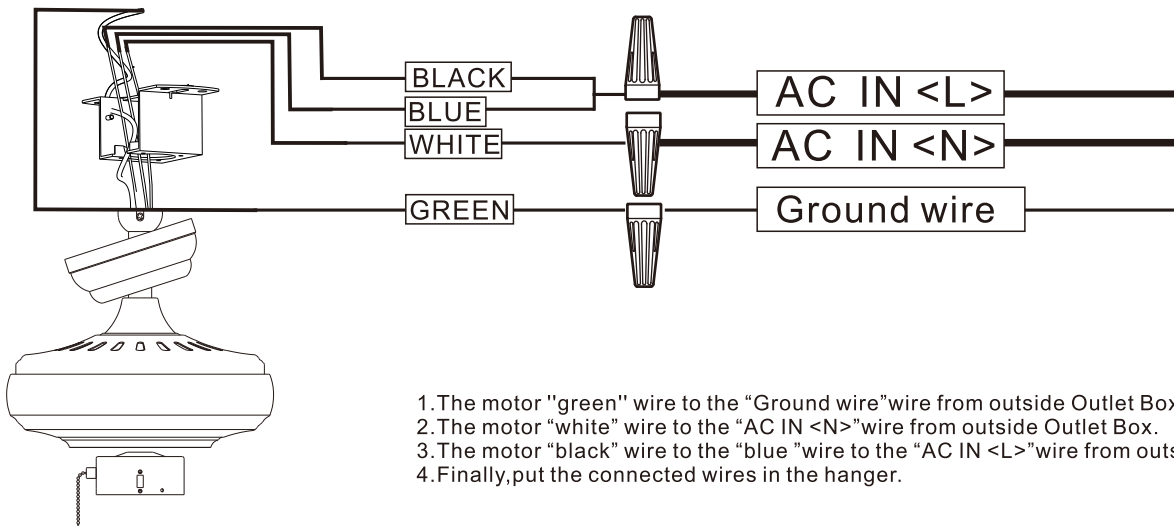 BLACK
BLUE
WHITE
GREEN
AC IN <L>
AC IN <N>
Ground wire
1.The motor "green" wire to the “Ground wire”wire from outside Outlet Box
2.The motor “white” wire to the “AC IN <N>”wire from outside Outlet Box.
3.The motor “black” wire to the “blue ”wire to the “AC IN <L>”wire from
4.Finally,put the connected wires in the hanger.